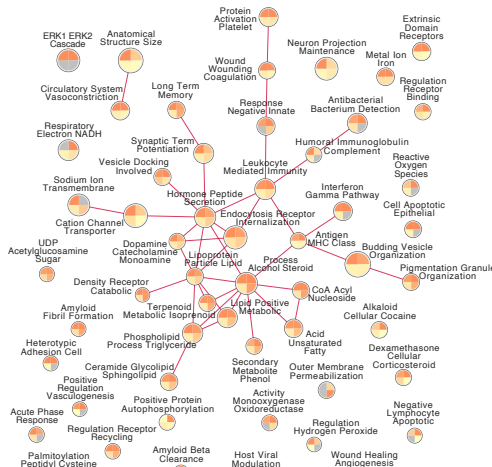 Protein
Activation
Platelet
ERK1 ERK2
Cascade
Anatomical
Structure Size
Neuron Projection
Maintenance
Extrinsic
Domain
Receptors
Metal Ion
Iron
Wound
Wounding
Coagulation
Circulatory System
Vasoconstriction
Long Term
Memory
Regulation
Receptor
Binding
Response
Negative Innate
Antibacterial
Bacterium Detection
Respiratory
Electron NADH
Synaptic Term
Potentiation
Humoral Immunoglobulin
Complement
Vesicle Docking
Involved
Leukocyte
Mediated Immunity
Reactive
Oxygen
Species
Sodium Ion
Transmembrane
Hormone Peptide
Secretion
Interferon
Gamma Pathway
Cell Apoptotic
Epithelial
Cation Channel
Transporter
Endocytosis Receptor
Internalization
Antigen
MHC Class
UDP
Acetylglucosamine
Sugar
Dopamine
Catecholamine
Monoamine
Lipoprotein
Particle Lipid
Process
Alcohol Steroid
Budding Vesicle
Organization
Pigmentation Granule
Organization
Density Receptor
Catabolic
CoA Acyl
Nucleoside
Amyloid
Fibril Formation
Terpenoid
Metabolic Isoprenoid
Lipid Positive
Metabolic
Alkaloid
Cellular Cocaine
Heterotypic
Adhesion Cell
Phospholipid
Process Triglyceride
Acid
Unsaturated
Fatty
Dexamethasone
Cellular
Corticosteroid
Ceramide Glycolipid
Sphingolipid
Secondary
Metabolite
Phenol
Outer Membrane
Permeabilization
Positive
Regulation
Vasculogenesis
Positive Protein
Autophosphorylation
Activity
Monooxygenase
Oxidoreductase
Negative
Lymphocyte
Apoptotic
Acute Phase
Response
Regulation Receptor
Recycling
Regulation
Hydrogen Peroxide
Palmitoylation
Peptidyl Cysteine
Amyloid Beta
Clearance
Host Viral
Modulation
Wound Healing
Angiogenesis